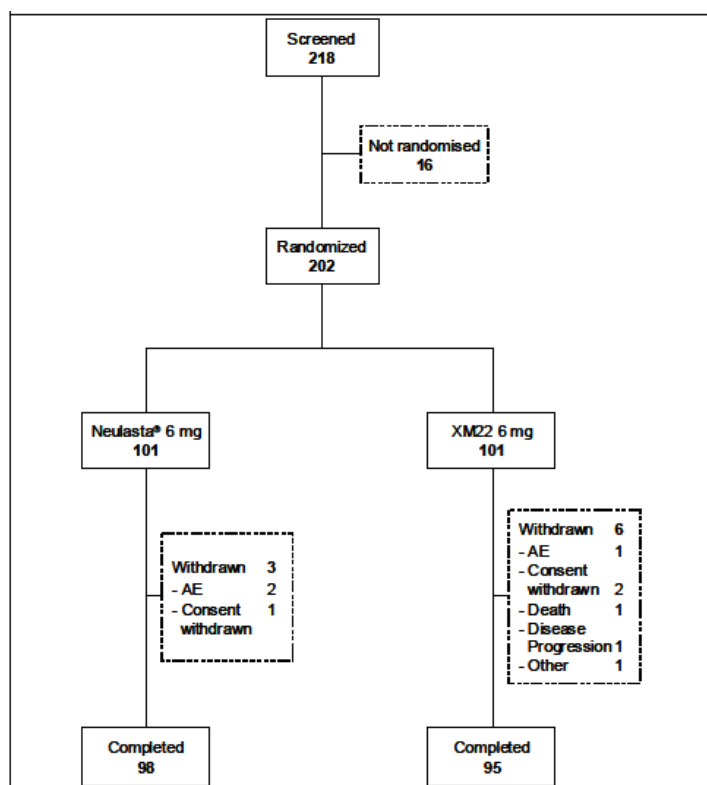 Screened
218
Not randomised
16
Randomized
202
Neulasta® 6 mg
101
XM22 6 mg
101
Withdrawn 3
- AE 2
- Consent 1
withdrawn
Withdrawn 6
- AE 1
- Consent
withdrawn 2
- Death 1
- Disease
Progression 1
- Other 1
Completed
98
Completed
95